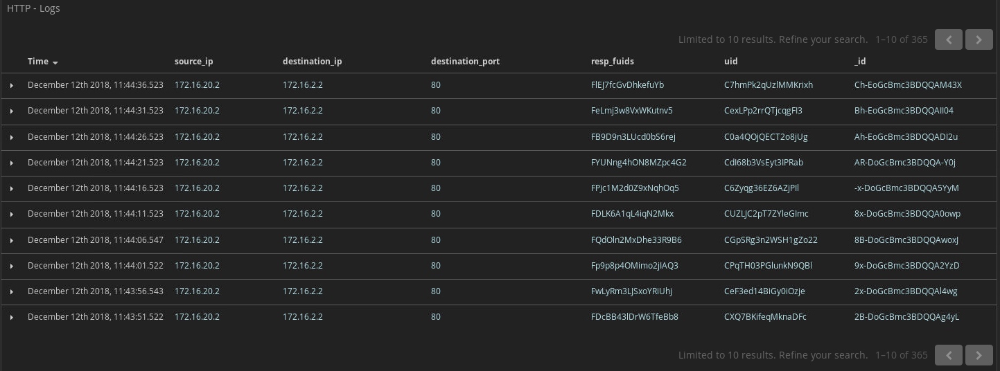 HTTP - Logs
Limited to 10 results. Refine your search. 1–10 of 365
Time source_ip destination_ip destination_port resp_fuids uid _id
December 12th 2018, 11:44:36.523 172.16.20.2 172.16.2.2 80 FlEJ7fcGvDhkefuYb C7hmPk2qUzlMMKrixh Ch-EoGcBmc3BDQQAM43X
December 12th 2018, 11:44:31.523 172.16.20.2 172.16.2.2 80 FeLmj3w8VxWKutnv5 CexLPp2rrQTjcqgFI3 Bh-EoGcBmc3BDQQAII04
December 12th 2018, 11:44:26.523 172.16.20.2 172.16.2.2 80 FB9D9n3LUcd0bS6rej C0a4QOjQECT2o8jUg Ah-EoGcBmc3BDQQADI2u
December 12th 2018, 11:44:21.523 172.16.20.2 172.16.2.2 80 FYUNng4hON8MZpc4G2 CdI68b3VsEyt3IPRab AR-DoGcBmc3BDQQA-Y0j
December 12th 2018, 11:44:16.523 172.16.20.2 172.16.2.2 80 FPjc1M2d0Z9xNqhOq5 C6Zyqg36EZ6AZjPIl -x-DoGcBmc3BDQQA5YyM
December 12th 2018, 11:44:11.523 172.16.20.2 172.16.2.2 80 FDLK6A1qL4iqN2Mkx CUZLJC2pT7ZYleGImc 8x-DoGcBmc3BDQQA0owp
December 12th 2018, 11:44:06.547 172.16.20.2 172.16.2.2 80 FQdOln2MxDhe33R9B6 CGpSRg3n2WSH1gZo22 8B-DoGcBmc3BDQQAwoxJ
December 12th 2018, 11:44:01.522 172.16.20.2 172.16.2.2 80 Fp9p8p4OMimo2jIAQ3 CPqTH03PGlunkN9QBl 9x-DoGcBmc3BDQQA2YzD
December 12th 2018, 11:43:56.543 172.16.20.2 172.16.2.2 80 FwLyRm3LJSxoYRiUhj CeF3ed14BiGy0iOzje 2x-DoGcBmc3BDQQAl4wg
December 12th 2018, 11:43:51.522 172.16.20.2 172.16.2.2 80 FDcBB43lDrW6TfeBb8 CXQ7BKifeqMknaDFc 2B-DoGcBmc3BDQQAg4yL
Limited to 10 results. Refine your search. 1–10 of 365